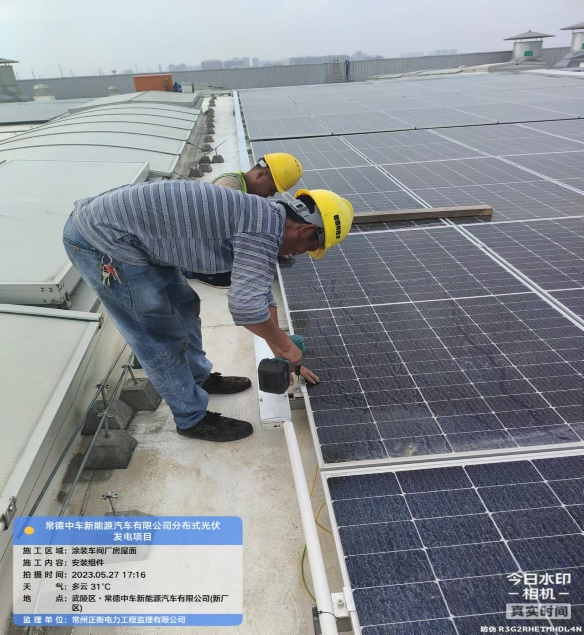 常德中车新能源汽车有限公司分布式光伏
发电项目
施工区域：涂装车间厂房屋面
施工内容：安装组件
拍摄时间：2023.05.27 17:16
天气：多云 31℃
地点：武陵区·常德中车新能源汽车有限公司(新厂
区)
监理单位：常州正衡电力工程监理有限公司
今日水印
相机
真实时间
防伪 R3G2RHETMHDL4N